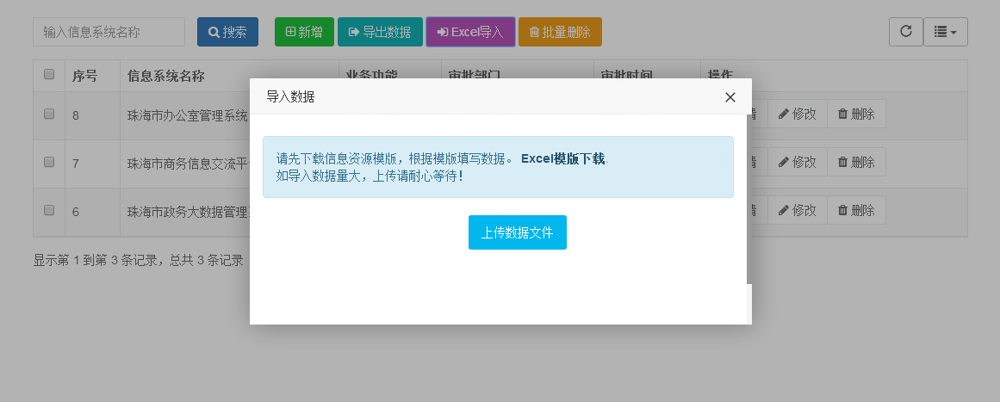 输入信息系统名称 搜索 新增 导出数据 Excel导入 批量删除
序号 信息系统名称 业务功能 审批部门 审批时间 操作
导入数据
8 珠海市办公室管理系统 情 修改 删除
请先下载信息资源模版，根据模版填写数据。 Excel模版下载.
7 珠海市商务信息交流平 情 修改 删除
如导入数据量大，上传请耐心等待！
6 珠海市政务大数据管理 情 修改 删除
上传数据文件
显示第 1 到第 3 条记录，总共 3 条记录